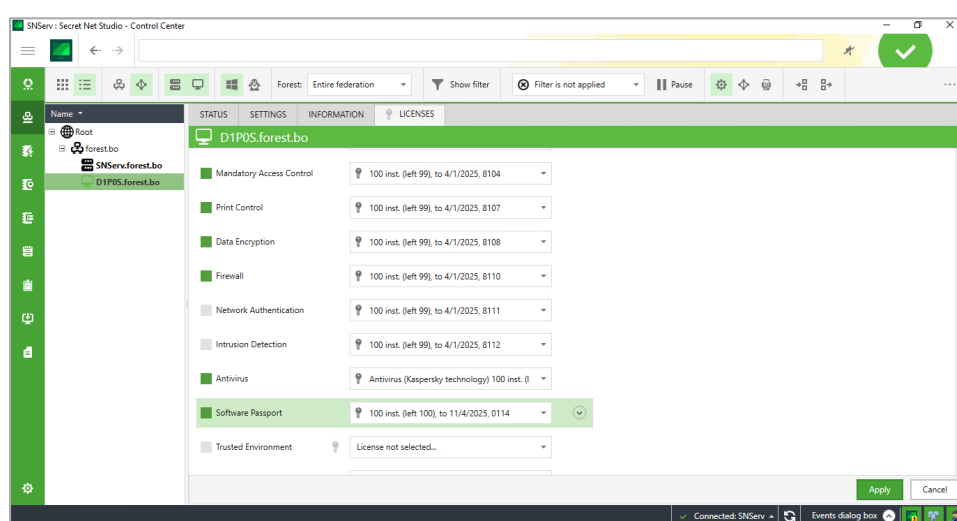 SNServ : Secret Net Studio - Control Center
Forest: Entire federation Show filter Filter is not applied Pause
Name
Root
forest.bo
SNServ.forest.bo
D1P0S.forest.bo
STATUS SETTINGS INFORMATION LICENSES
D1P0S.forest.bo
Mandatory Access Control 100 inst. (left 99), to 4/1/2025, 8104
Print Control 100 inst. (left 99), to 4/1/2025, 8107
Data Encryption 100 inst. (left 99), to 4/1/2025, 8108
Firewall 100 inst. (left 99), to 4/1/2025, 8110
Network Authentication 100 inst. (left 99), to 4/1/2025, 8111
Intrusion Detection 100 inst. (left 99), to 4/1/2025, 8112
Antivirus Antivirus (Kaspersky technology) 100 inst. (l
Software Passport 100 inst. (left 100), to 11/4/2025, 0114
Trusted Environment License not selected...
Apply Cancel
Connected: SNServ Events dialog box